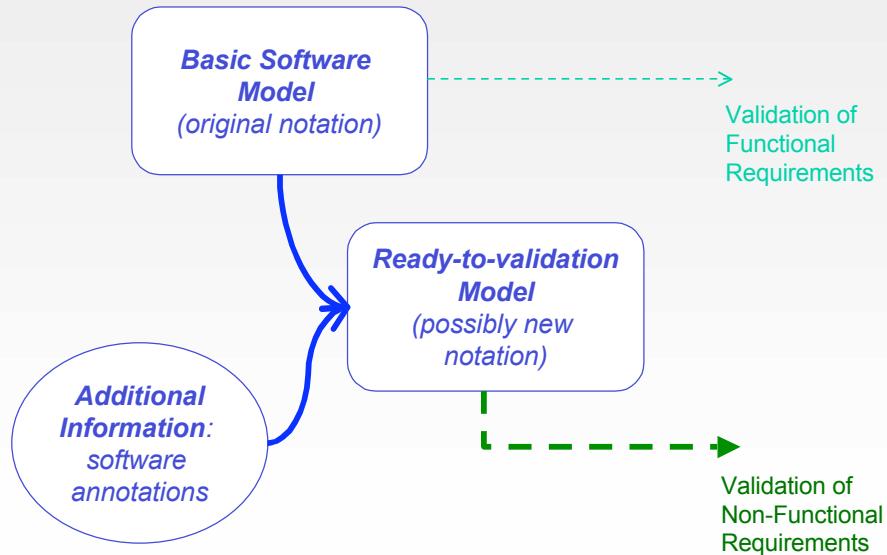 Basic Software
Model
(original notation)
Validation of
Functional
Requirements
Ready-to-validation
Model
(possibly new
notation)
Additional
Information:
software
annotations
Validation of
Non-Functional
Requirements